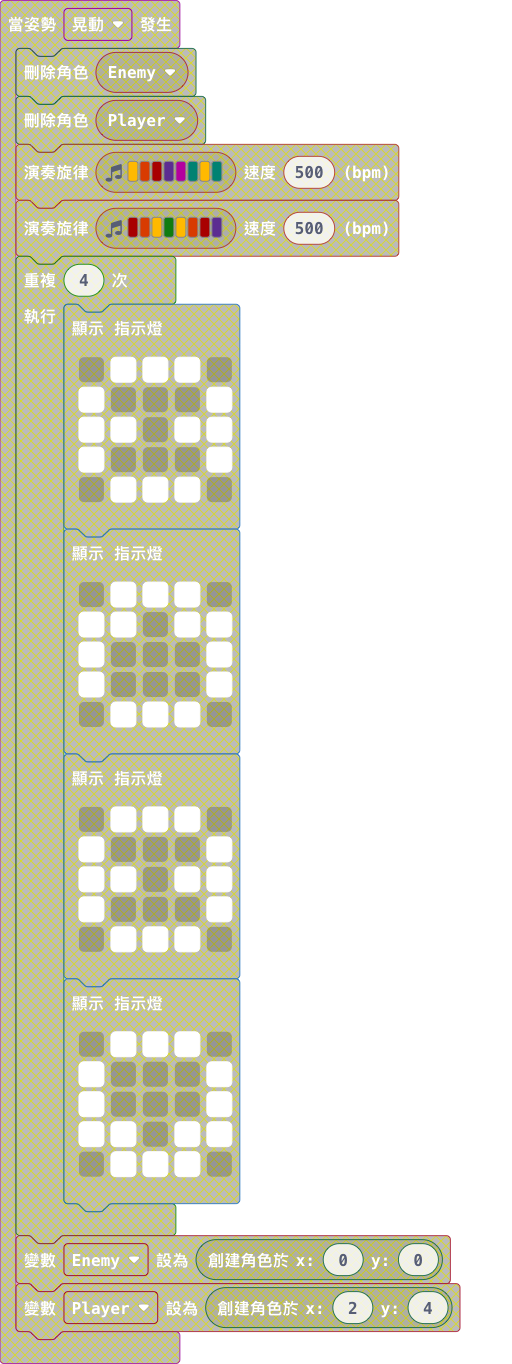 當姿勢 晃動 發生
刪除角色 Enemy
刪除角色 Player
演奏旋律 速度 500 (bpm)
演奏旋律 速度 500 (bpm)
重複 4 次
執行
顯示 指示燈
顯示 指示燈
顯示 指示燈
顯示 指示燈
變數 Enemy 設為 創建角色於 x: 0 y: 0
變數 Player 設為 創建角色於 x: 2 y: 4